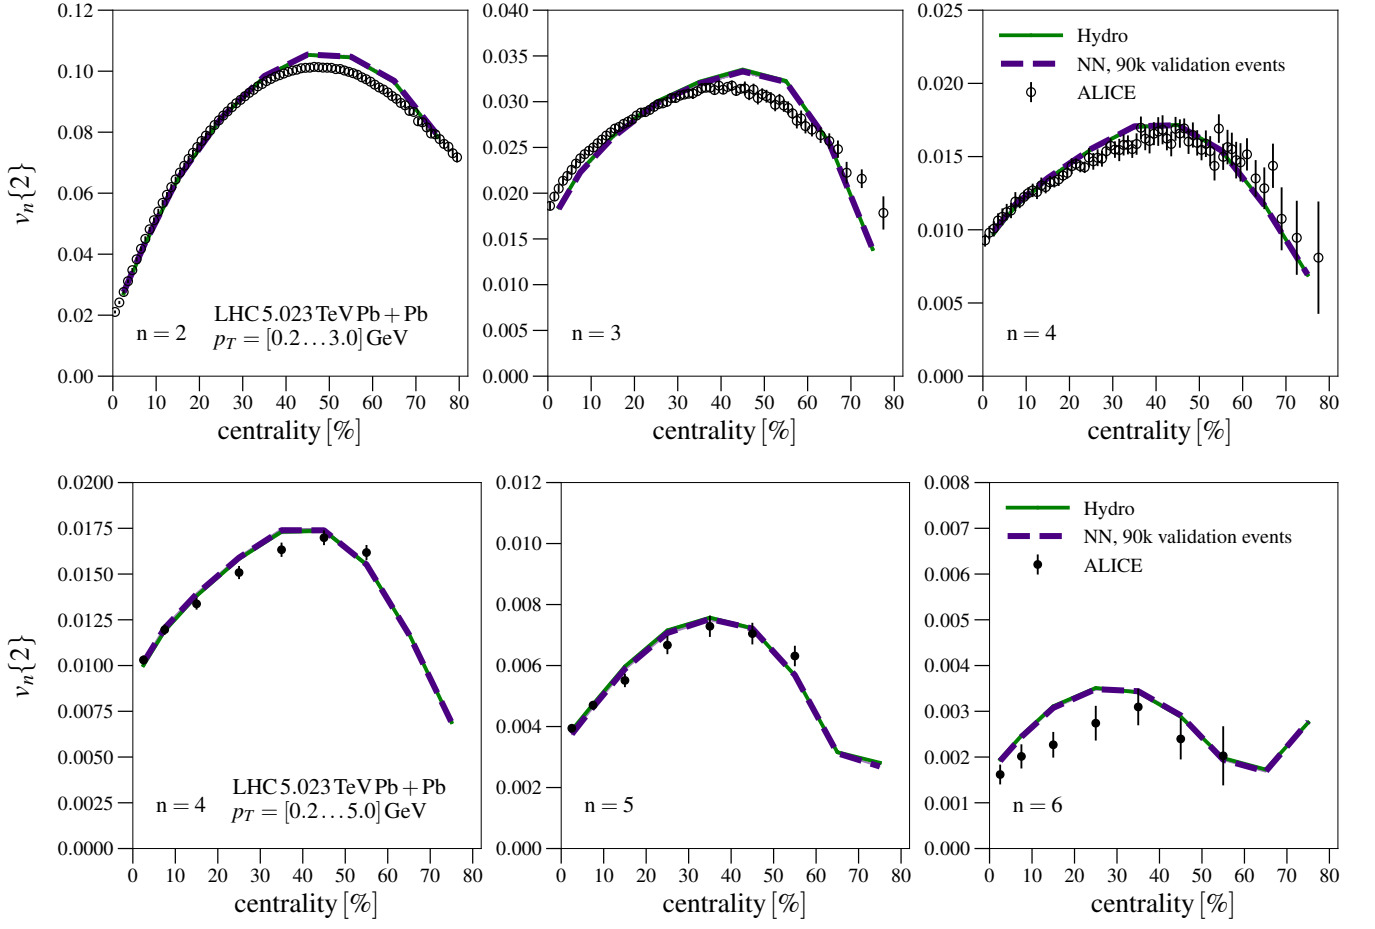 0.12
0.10
0.08
0.06
0.04
0.02
0.00
v_n{2}
n = 2
LHC 5.023 TeV Pb + Pb
p_T = [0.2…3.0] GeV
0 10 20 30 40 50 60 70 80
centrality [%]
0.040
0.035
0.030
0.025
0.020
0.015
0.010
0.005
0.000
n = 3
0 10 20 30 40 50 60 70 80
centrality [%]
0.025
0.020
0.015
0.010
0.005
0.000
Hydro
NN, 90k validation events
ALICE
n = 4
0 10 20 30 40 50 60 70 80
centrality [%]
0.0200
0.0175
0.0150
0.0125
0.0100
0.0075
0.0050
0.0025
0.0000
v_n{2}
n = 4
LHC 5.023 TeV Pb + Pb
p_T = [0.2…5.0] GeV
0 10 20 30 40 50 60 70 80
centrality [%]
0.012
0.010
0.008
0.006
0.004
0.002
0.000
n = 5
0 10 20 30 40 50 60 70 80
centrality [%]
0.008
0.007
0.006
0.005
0.004
0.003
0.002
0.001
0.000
Hydro
NN, 90k validation events
ALICE
n = 6
0 10 20 30 40 50 60 70 80
centrality [%]